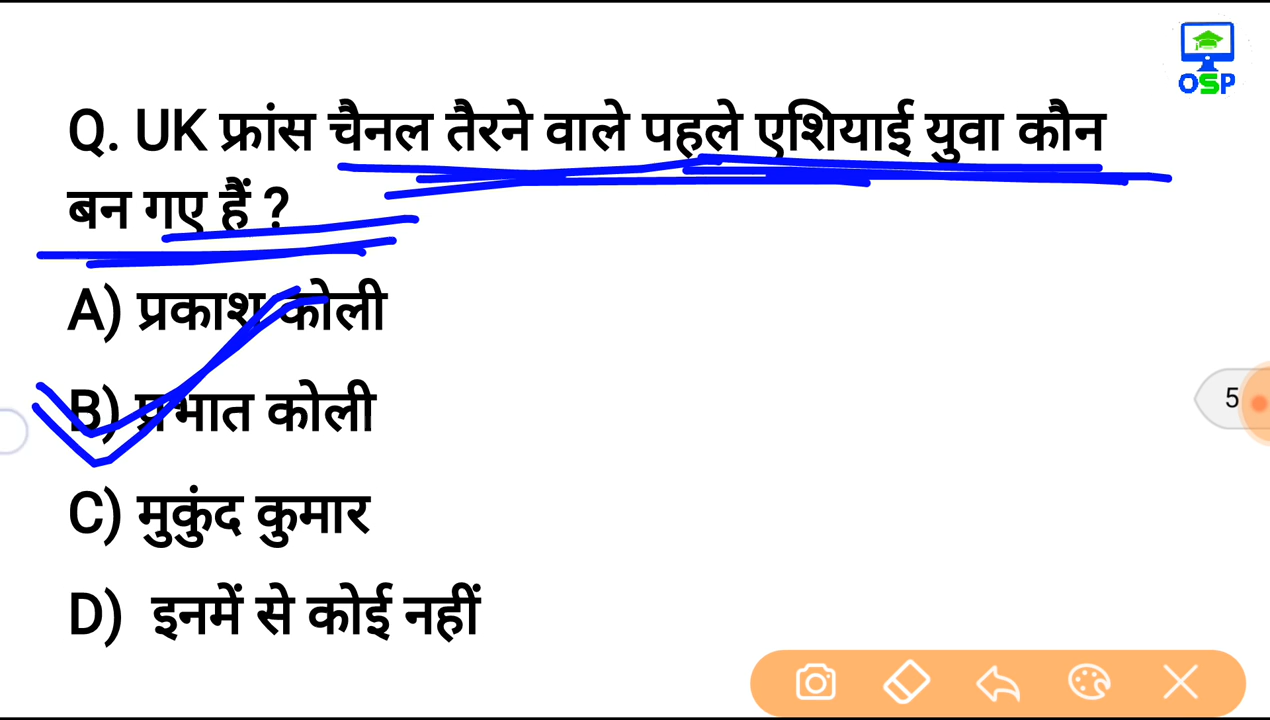 OSP
Q. UK फ्रांस चैनल तैरने वाले पहले एशियाई युवा कौन
बन गए हैं ?
A) प्रकाश कोली
B) प्रभात कोली
5
C) मुकुंद कुमार
D) इनमें से कोई नहीं